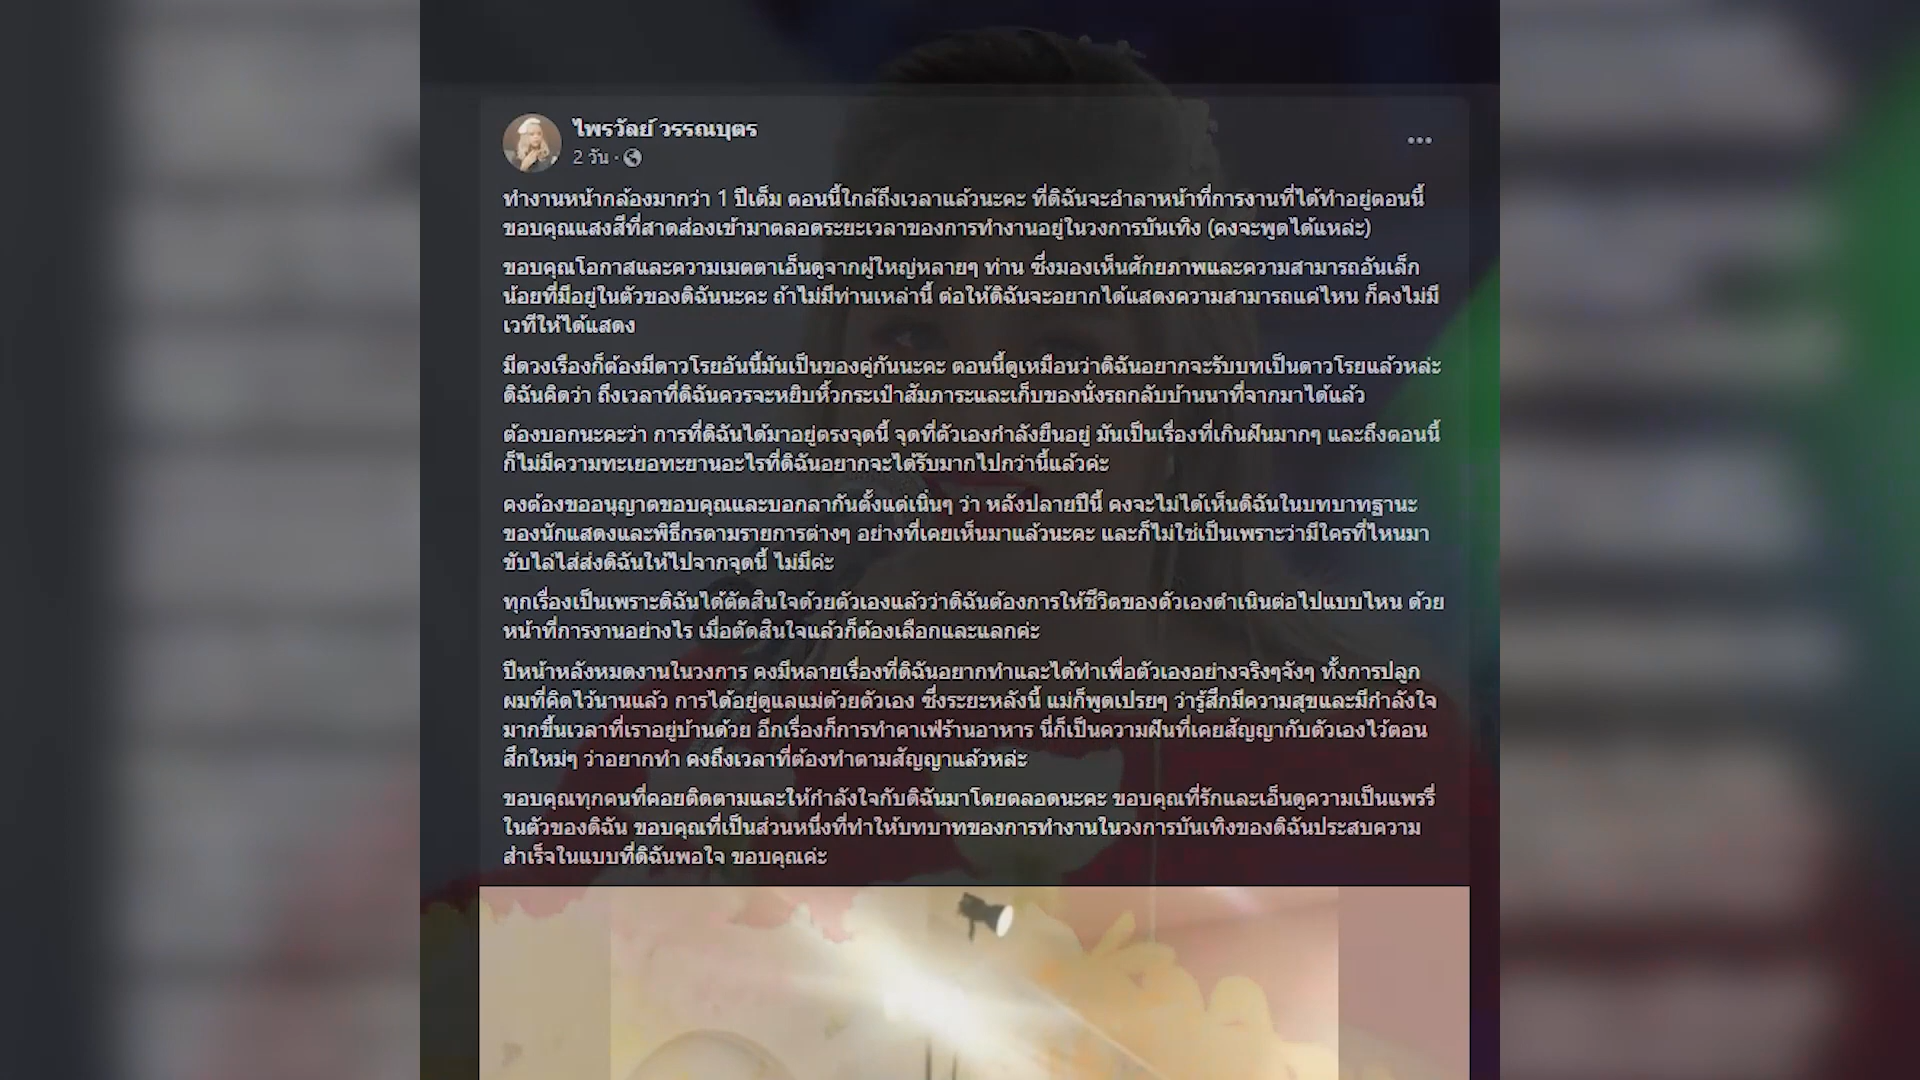 ไพรวัลย์ วรรณบุตร
2 วัน ·
ทำงานหน้ากล้องมากว่า 1 ปีเต็ม ตอนนี้ใกล้ถึงเวลาแล้วนะคะ ที่ดิฉันจะอำลาหน้าที่การงานที่ได้ทำอยู่ตอนนี้
ขอบคุณแสงสีที่สาดส่องเข้ามาตลอดระยะเวลาของการทำงานอยู่ในวงการบันเทิง (คงจะพูดได้แหล่ะ)
ขอบคุณโอกาสและความเมตตาเอ็นดูจากผู้ใหญ่หลายๆ ท่าน ซึ่งมองเห็นศักยภาพและความสามารถอันเล็ก
น้อยที่มีอยู่ในตัวของดิฉันนะคะ ถ้าไม่มีท่านเหล่านี้ ต่อให้ดิฉันจะอยากได้แสดงความสามารถแค่ไหน ก็คงไม่มี
เวทีให้ได้แสดง
มีดวงเรืองก็ต้องมีดาวโรยอันนี้มันเป็นของคู่กันนะคะ ตอนนี้ดูเหมือนว่าดิฉันอยากจะรับบทเป็นดาวโรยแล้วหล่ะ
ดิฉันคิดว่า ถึงเวลาที่ดิฉันควรจะหยิบหิ้วกระเป๋าสัมภาระและเก็บของนั่งรถกลับบ้านนาที่จากมาได้แล้ว
ต้องบอกนะคะว่า การที่ดิฉันได้มาอยู่ตรงจุดนี้ จุดที่ตัวเองกำลังยืนอยู่ มันเป็นเรื่องที่เกินฝันมากๆ และถึงตอนนี้
ก็ไม่มีความทะเยอทะยานอะไรที่ดิฉันอยากจะได้รับมากไปกว่านี้แล้วค่ะ
คงต้องขออนุญาตขอบคุณและบอกลากันตั้งแต่เนิ่นๆ ว่า หลังปลายปีนี้ คงจะไม่ได้เห็นดิฉันในบทบาทฐานะ
ของนักแสดงและพิธีกรตามรายการต่างๆ อย่างที่เคยเห็นมาแล้วนะคะ และก็ไม่ใช่เป็นเพราะว่ามีใครที่ไหนมา
ขับไล่ไส่ส่งดิฉันให้ไปจากจุดนี้ ไม่มีค่ะ
ทุกเรื่องเป็นเพราะดิฉันได้ตัดสินใจด้วยตัวเองแล้วว่าดิฉันต้องการให้ชีวิตของตัวเองดำเนินต่อไปแบบไหน ด้วย
หน้าที่การงานอย่างไร เมื่อตัดสินใจแล้วก็ต้องเลือกและแลกค่ะ
ปีหน้าหลังหมดงานในวงการ คงมีหลายเรื่องที่ดิฉันอยากทำและได้ทำเพื่อตัวเองอย่างจริงๆจังๆ ทั้งการปลูก
ผมที่คิดไว้นานแล้ว การได้อยู่ดูแลแม่ด้วยตัวเอง ซึ่งระยะหลังนี้ แม่ก็พูดเปรยๆ ว่ารู้สึกมีความสุขและมีกำลังใจ
มากขึ้นเวลาที่เราอยู่บ้านด้วย อีกเรื่องก็การทำคาเฟ่ร้านอาหาร นี่ก็เป็นความฝันที่เคยสัญญากับตัวเองไว้ตอน
สึกใหม่ๆ ว่าอยากทำ คงถึงเวลาที่ต้องทำตามสัญญาแล้วหล่ะ
ขอบคุณทุกคนที่คอยติดตามและให้กำลังใจกับดิฉันมาโดยตลอดนะคะ ขอบคุณที่รักและเอ็นดูความเป็นแพรรี่
ในตัวของดิฉัน ขอบคุณที่เป็นส่วนหนึ่งที่ทำให้บทบาทของการทำงานในวงการบันเทิงของดิฉันประสบความ
สำเร็จในแบบที่ดิฉันพอใจ ขอบคุณค่ะ